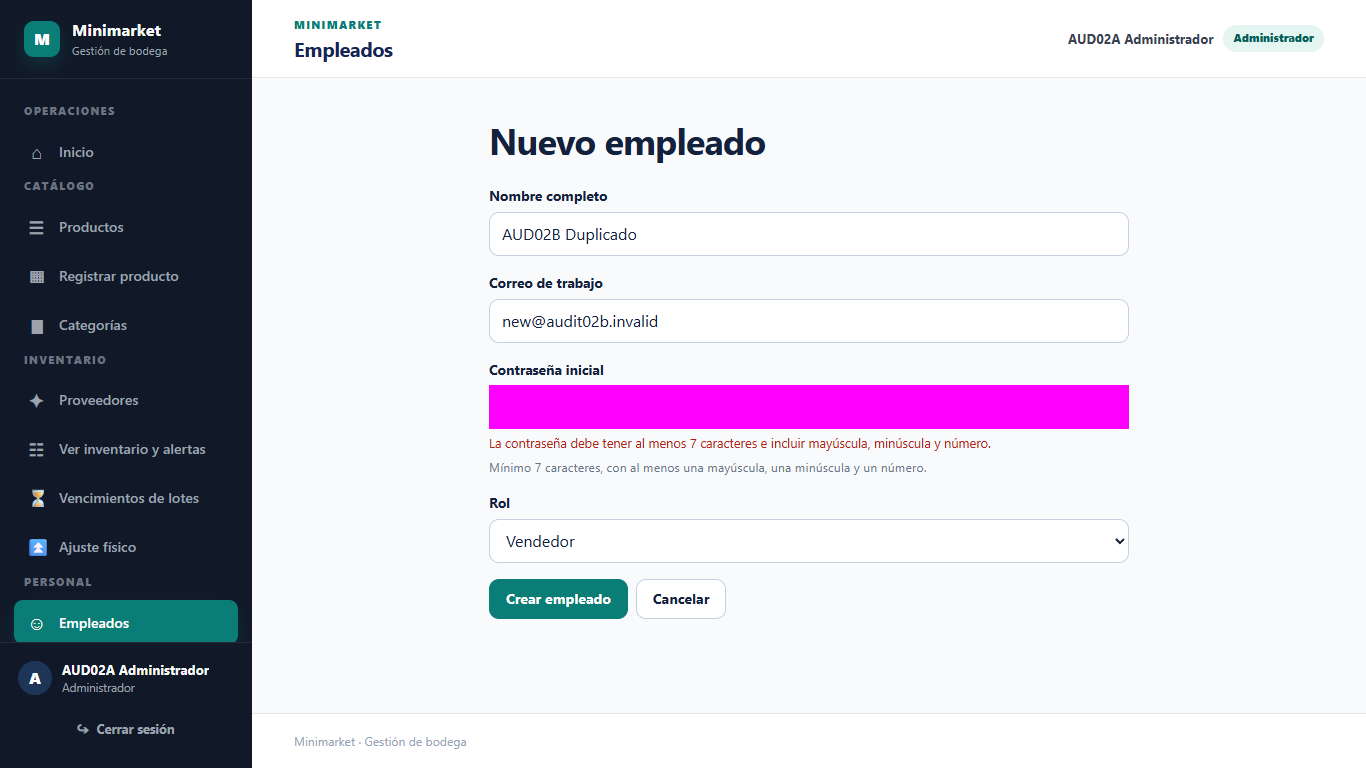 M
Minimarket
Gestión de bodega
OPERACIONES
Inicio
CATÁLOGO
Productos
Registrar producto
Categorías
INVENTARIO
Proveedores
Ver inventario y alertas
Vencimientos de lotes
Ajuste físico
PERSONAL
Empleados
A
AUD02A Administrador
Administrador
Cerrar sesión
MINIMARKET
Empleados
AUD02A Administrador
Administrador
Nuevo empleado
Nombre completo
AUD02B Duplicado
Correo de trabajo
new@audit02b.invalid
Contraseña inicial
La contraseña debe tener al menos 7 caracteres e incluir mayúscula, minúscula y número.
Mínimo 7 caracteres, con al menos una mayúscula, una minúscula y un número.
Rol
Vendedor
Crear empleado
Cancelar
Minimarket · Gestión de bodega